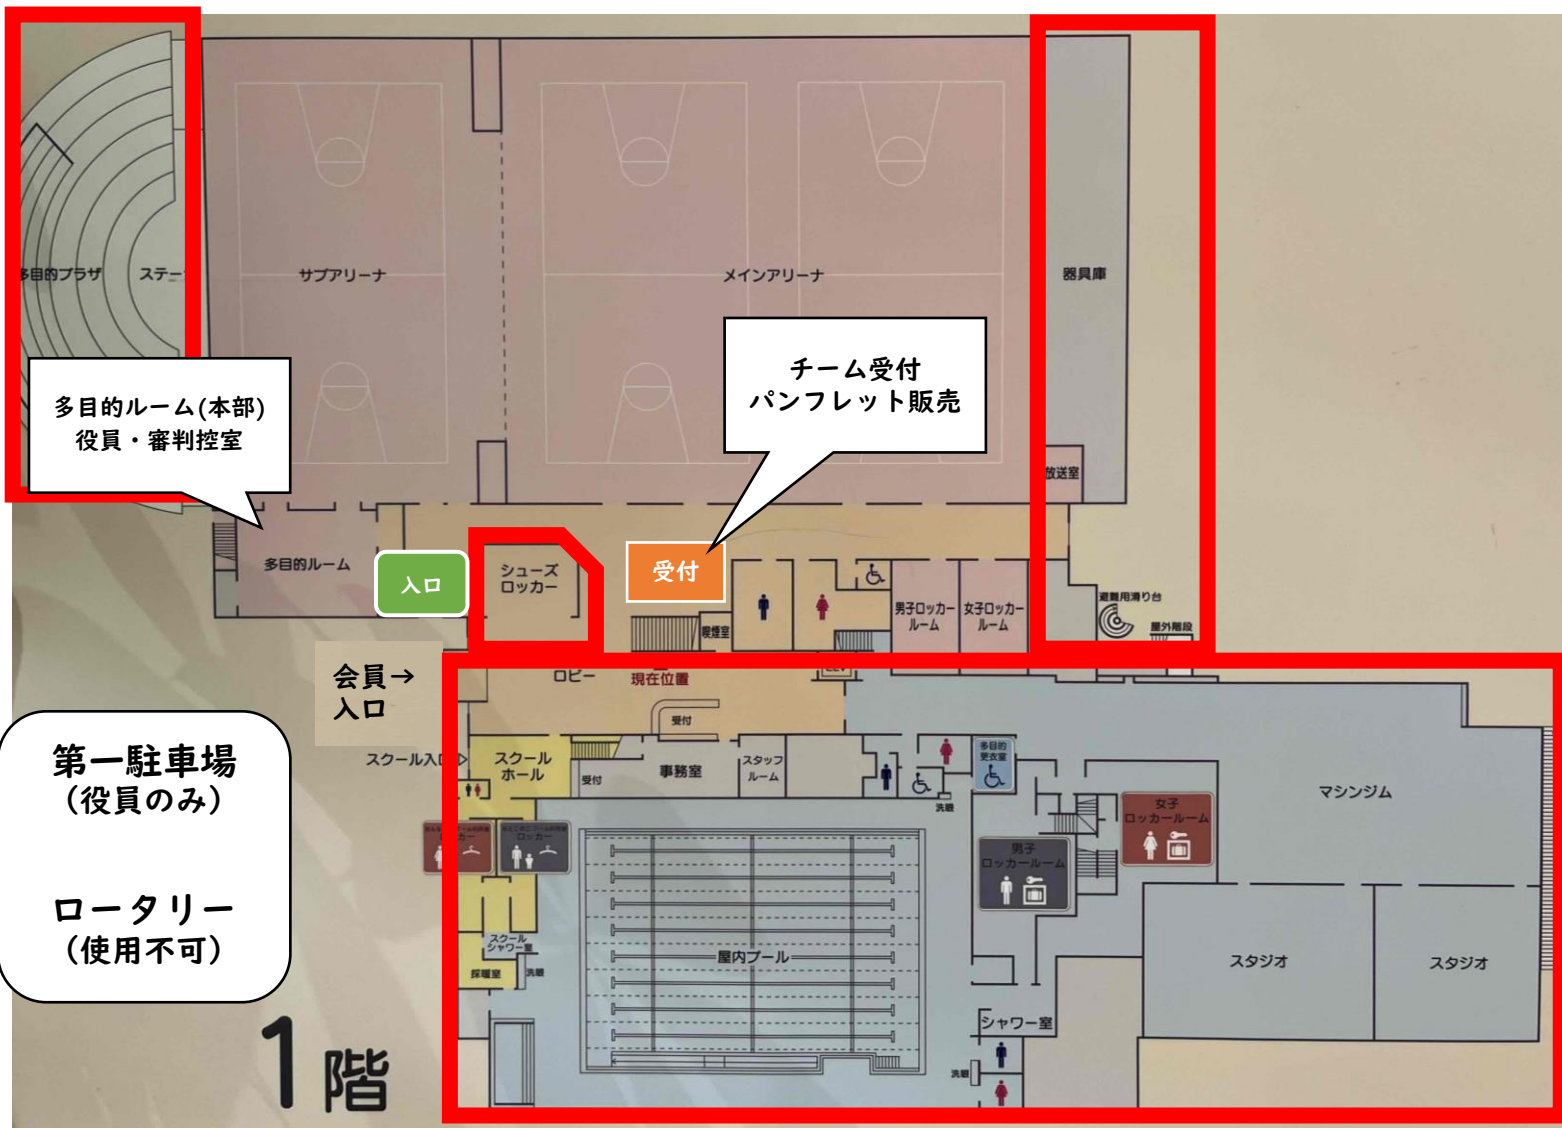 多目的プラザ
ステー
サブアリーナ
メインアリーナ
器具庫
チーム受付
パンフレット販売
多目的ルーム(本部)
役員・審判控室
放送室
多目的ルーム
入口
シューズ
ロッカー
受付
喫煙室
男子ロッカー
ルーム
女子ロッカー
ルーム
避難用滑り台
屋外階段
会員→
入口
ロビー
現在位置
受付
第一駐車場
(役員のみ)
ロータリー
(使用不可)
スクール入口▷
スクール
ホール
受付
事務室
スタッフ
ルーム
多目的
更衣室
洗眼
マシンジム
女子
ロッカールーム
男子
ロッカールーム
ロッカー
スクール
シャワー室
採暖室
洗眼
屋内プール
スタジオ
スタジオ
シャワー室
洗眼
1階